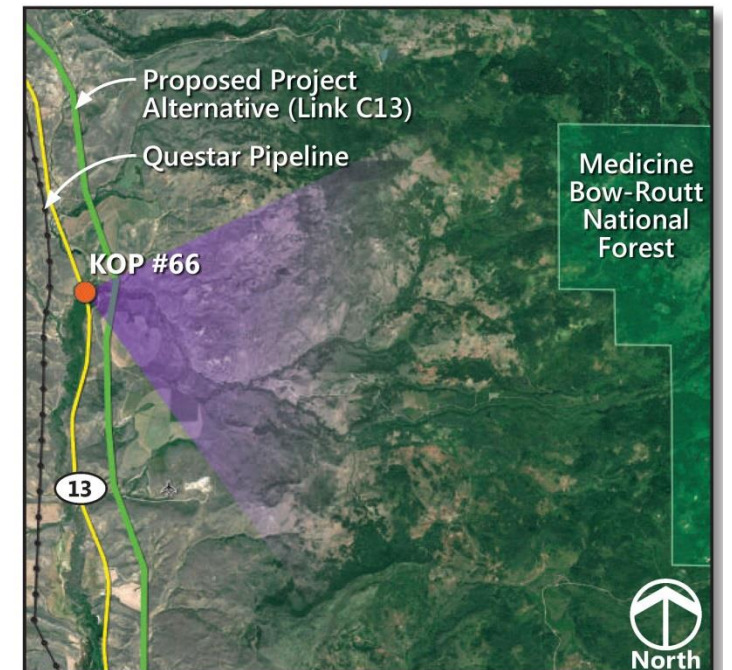 Proposed Project
Alternative (Link C13)
Questar Pipeline
Medicine
Bow-Routt
National
Forest
KOP #66
13
North